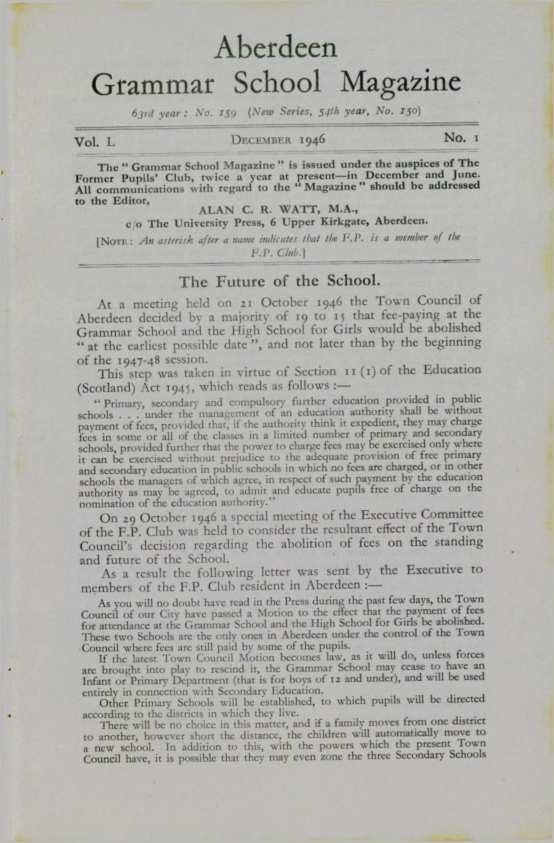 Aberdeen
Grammar School Magazine
63rd year : No. 159 (New Series, 54th year, No. 150)
Vol. L DECEMBER 1946 No. 1
The “ Grammar School Magazine ” is issued under the auspices of The
Former Pupils’ Club, twice a year at present—in December and June.
All communications with regard to the “ Magazine ” should be addressed
to the Editor,
ALAN C. R. WATT, M.A.,
c/o The University Press, 6 Upper Kirkgate, Aberdeen.
[NOTE: An asterisk after a name indicates that the F.P. is a member of the
F.P. Club.]
The Future of the School.
At a meeting held on 21 October 1946 the Town Council of
Aberdeen decided by a majority of 19 to 15 that fee-paying at the
Grammar School and the High School for Girls would be abolished
“ at the earliest possible date ”, and not later than by the beginning
of the 1947-48 session.
This step was taken in virtue of Section 11 (1) of the Education
(Scotland) Act 1945, which reads as follows :—
“ Primary, secondary and compulsory further education provided in public
schools . . . under the management of an education authority shall be without
payment of fees, provided that, if the authority think it expedient, they may charge
fees in some or all of the classes in a limited number of primary and secondary
schools, provided further that the power to charge fees may be exercised only where
it can be exercised without prejudice to the adequate provision of free primary
and secondary education in public schools in which no fees are charged, or in other
schools the managers of which agree, in respect of such payment by the education
authority as may be agreed, to admit and educate pupils free of charge on the
nomination of the education authority.”
On 29 October 1946 a special meeting of the Executive Committee
of the F.P. Club was held to consider the resultant effect of the Town
Council’s decision regarding the abolition of fees on the standing
and future of the School.
As a result the following letter was sent by the Executive to
members of the F.P. Club resident in Aberdeen :—
As you will no doubt have read in the Press during the past few days, the Town
Council of our City have passed a Motion to the effect that the payment of fees
for attendance at the Grammar School and the High School for Girls be abolished.
These two Schools are the only ones in Aberdeen under the control of the Town
Council where fees are still paid by some of the pupils.
If the latest Town Council Motion becomes law, as it will do, unless forces
are brought into play to rescind it, the Grammar School may cease to have an
Infant or Primary Department (that is for boys of 12 and under), and will be used
entirely in connection with Secondary Education.
Other Primary Schools will be established, to which pupils will be directed
according to the districts in which they live.
There will be no choice in this matter, and if a family moves from one district
to another, however short the distance, the children will automatically move to
a new school. In addition to this, with the powers which the present Town
Council have, it is possible that they may even zone the three Secondary Schools